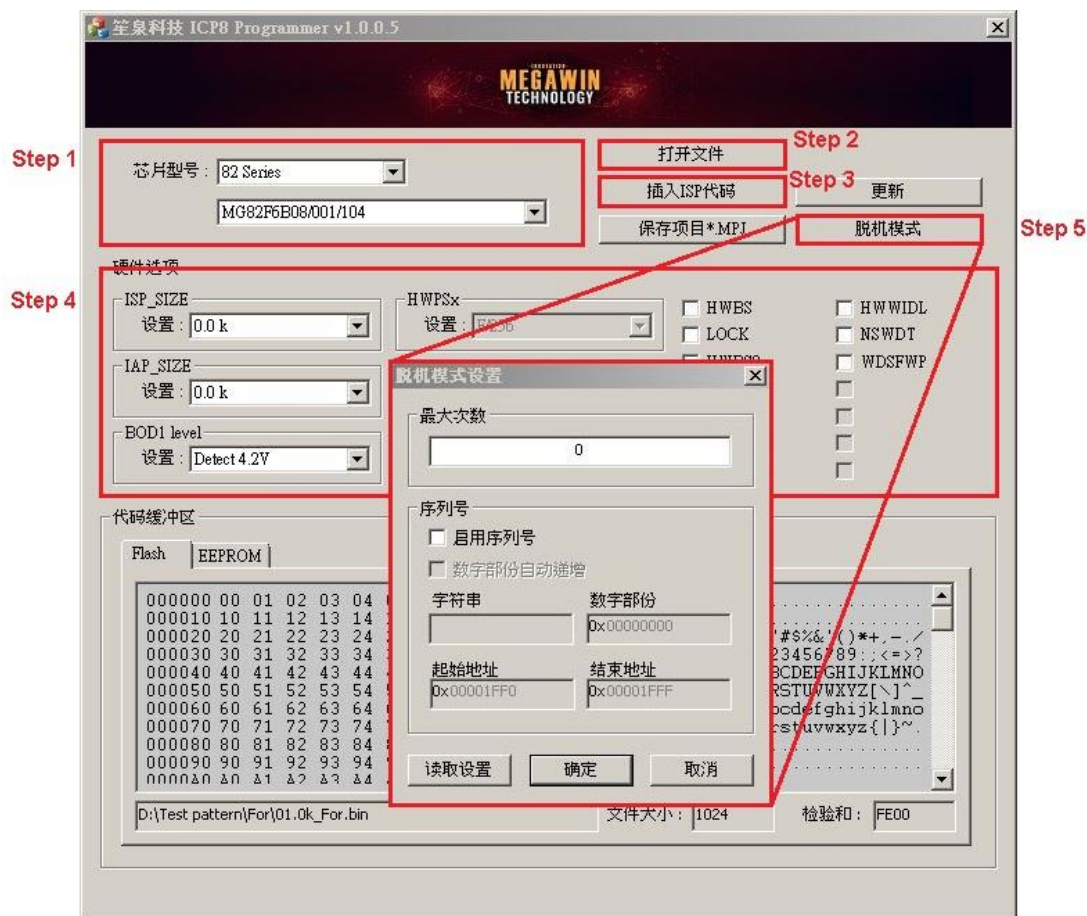 笙泉科技 ICP8 Programmer v1.0.0.5
INNOVATION
MEGAWIN
TECHNOLOGY
Step 1
芯片型号：
82 Series
MG82F6B08/001/104
打开文件
Step 2
插入ISP代码
Step 3
更新
保存项目*.MPJ
脱机模式
Step 5
硬件选项
Step 4
ISP_SIZE
设置：
0.0 k
HWPSx
设置：
HWBS
HWWIDL
LOCK
NSWDT
WDSFWP
IAP_SIZE
设置：
0.0 k
BOD1 level
设置：
Detect 4.2V
脱机模式设置
最大次数
0
序列号
启用序列号
数字部份自动递增
字符串
数字部份
0x00000000
起始地址
结束地址
0x00001FF0
0x00001FFF
读取设置
确定
取消
代码缓冲区
Flash
EEPROM
000000 00 01 02 03 04
000010 10 11 12 13 14
000020 20 21 22 23 24
"#$%&'()*+,-./
000030 30 31 32 33 34
23456789:;<=>?
000040 40 41 42 43 44
BCDEFGHIJKLMNO
000050 50 51 52 53 54
RSTUVWXYZ[\]^_
000060 60 61 62 63 64
bcdefghijklmno
000070 70 71 72 73 74
rstuvwxyz{|}~.
000080 80 81 82 83 84
000090 90 91 92 93 94
0000A0 A0 A1 A2 A3 A4
D:\Test pattern\For\01.0k_For.bin
文件大小：
1024
检验和：
FE00